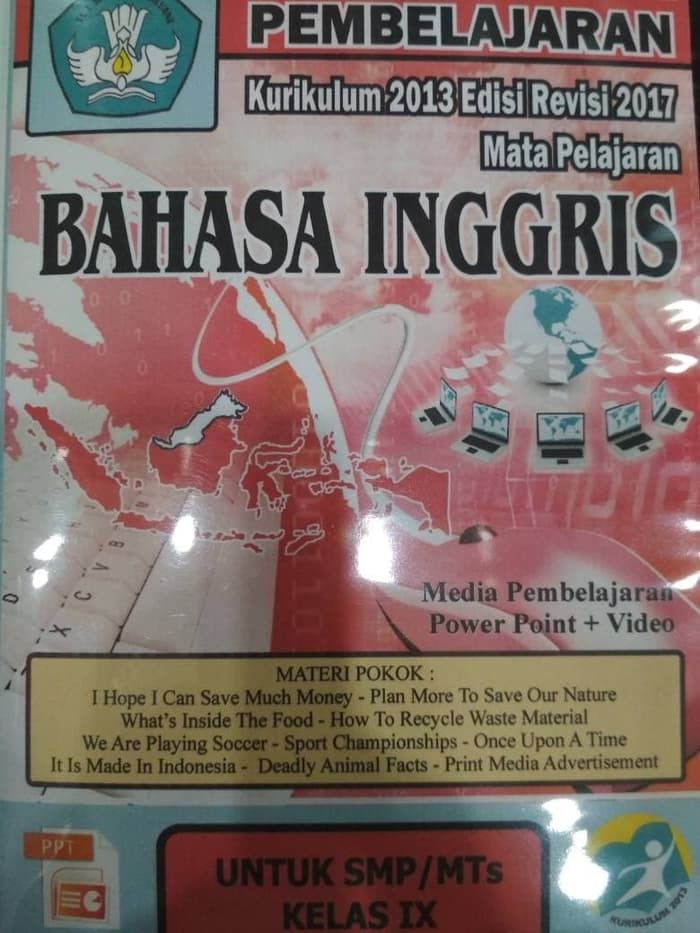 PEMBELAJARAN
Kurikulum 2013 Edisi Revisi 2017
Mata Pelajaran
BAHASA INGGRIS
Media Pembelajaran
Power Point + Video
MATERI POKOK :
I Hope I Can Save Much Money - Plan More To Save Our Nature
What's Inside The Food - How To Recycle Waste Material
We Are Playing Soccer - Sport Championships - Once Upon A Time
It Is Made In Indonesia - Deadly Animal Facts - Print Media Advertisement
PPT
UNTUK SMP/MTs
KELAS IX
KURIKULUM 2013